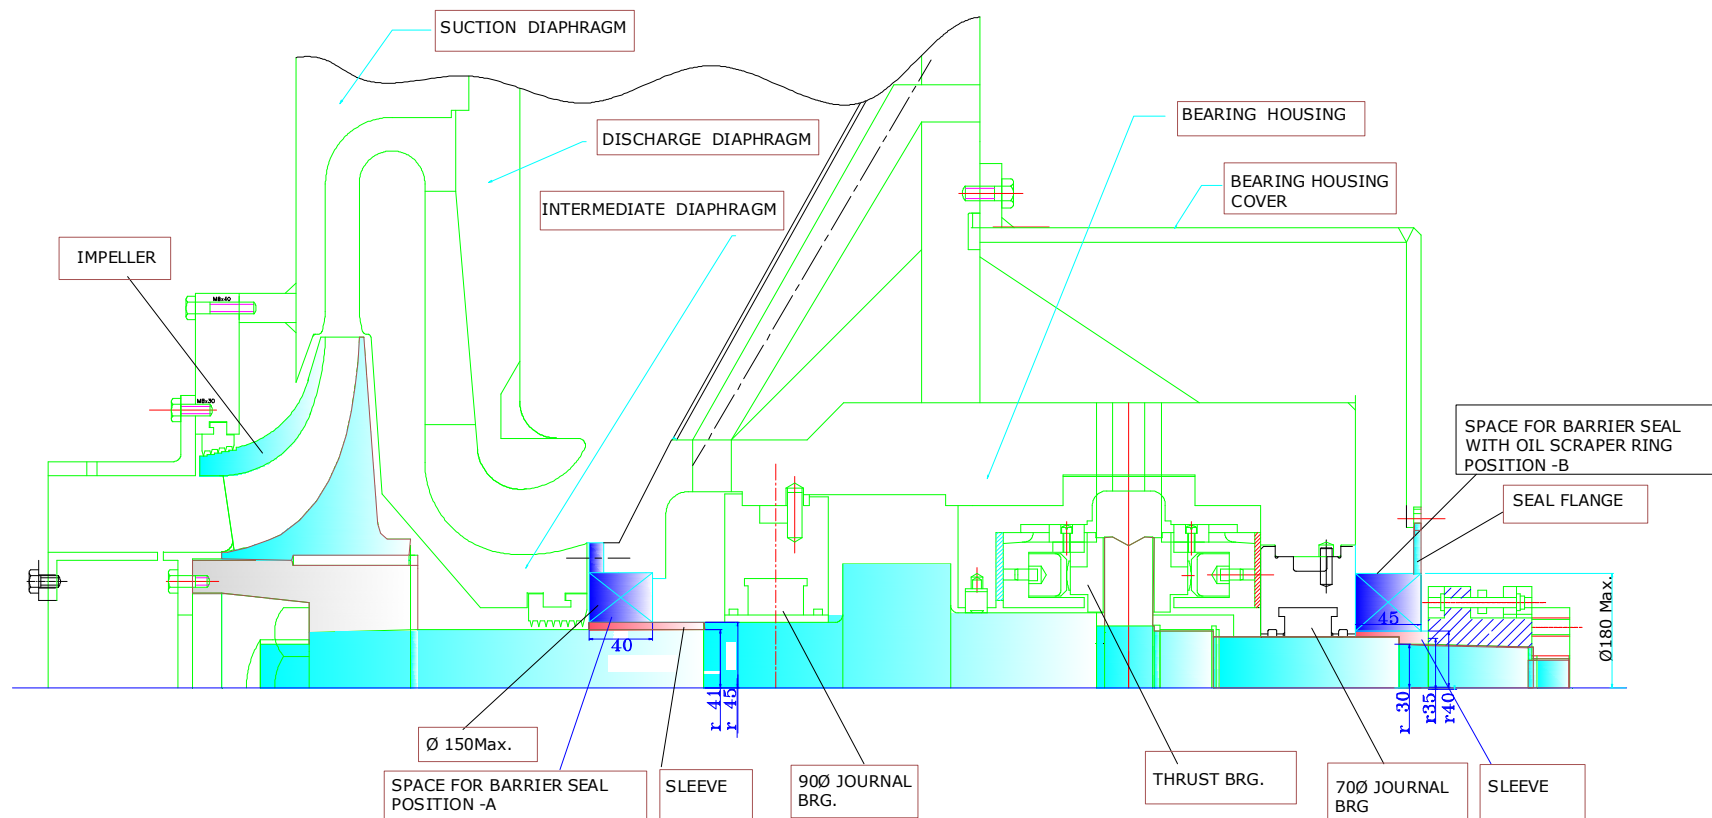 SUCTION DIAPHRAGM
DISCHARGE DIAPHRAGM
BEARING HOUSING
INTERMEDIATE DIAPHRAGM
BEARING HOUSING
COVER
IMPELLER
M8x40
M8x30
SPACE FOR BARRIER SEAL
WITH OIL SCRAPER RING
POSITION -B
SEAL FLANGE
40
45
Ø180 Max.
r 41
r 45
r 30
r35
r40
Ø 150Max.
SPACE FOR BARRIER SEAL
POSITION -A
SLEEVE
90Ø JOURNAL
BRG.
THRUST BRG.
70Ø JOURNAL
BRG
SLEEVE